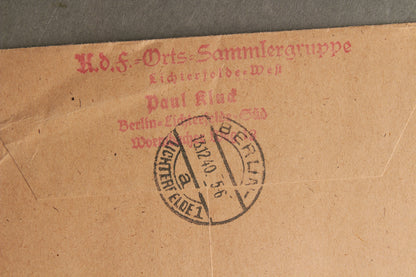 K.d.F.-Orts-Sammlergruppe
Lichterfelde-West
Paul Kluck
Berlin-Lichterfelde-Süd
BERLIN-
13.12.40. 5-6
a
LICHTERFELDE 1